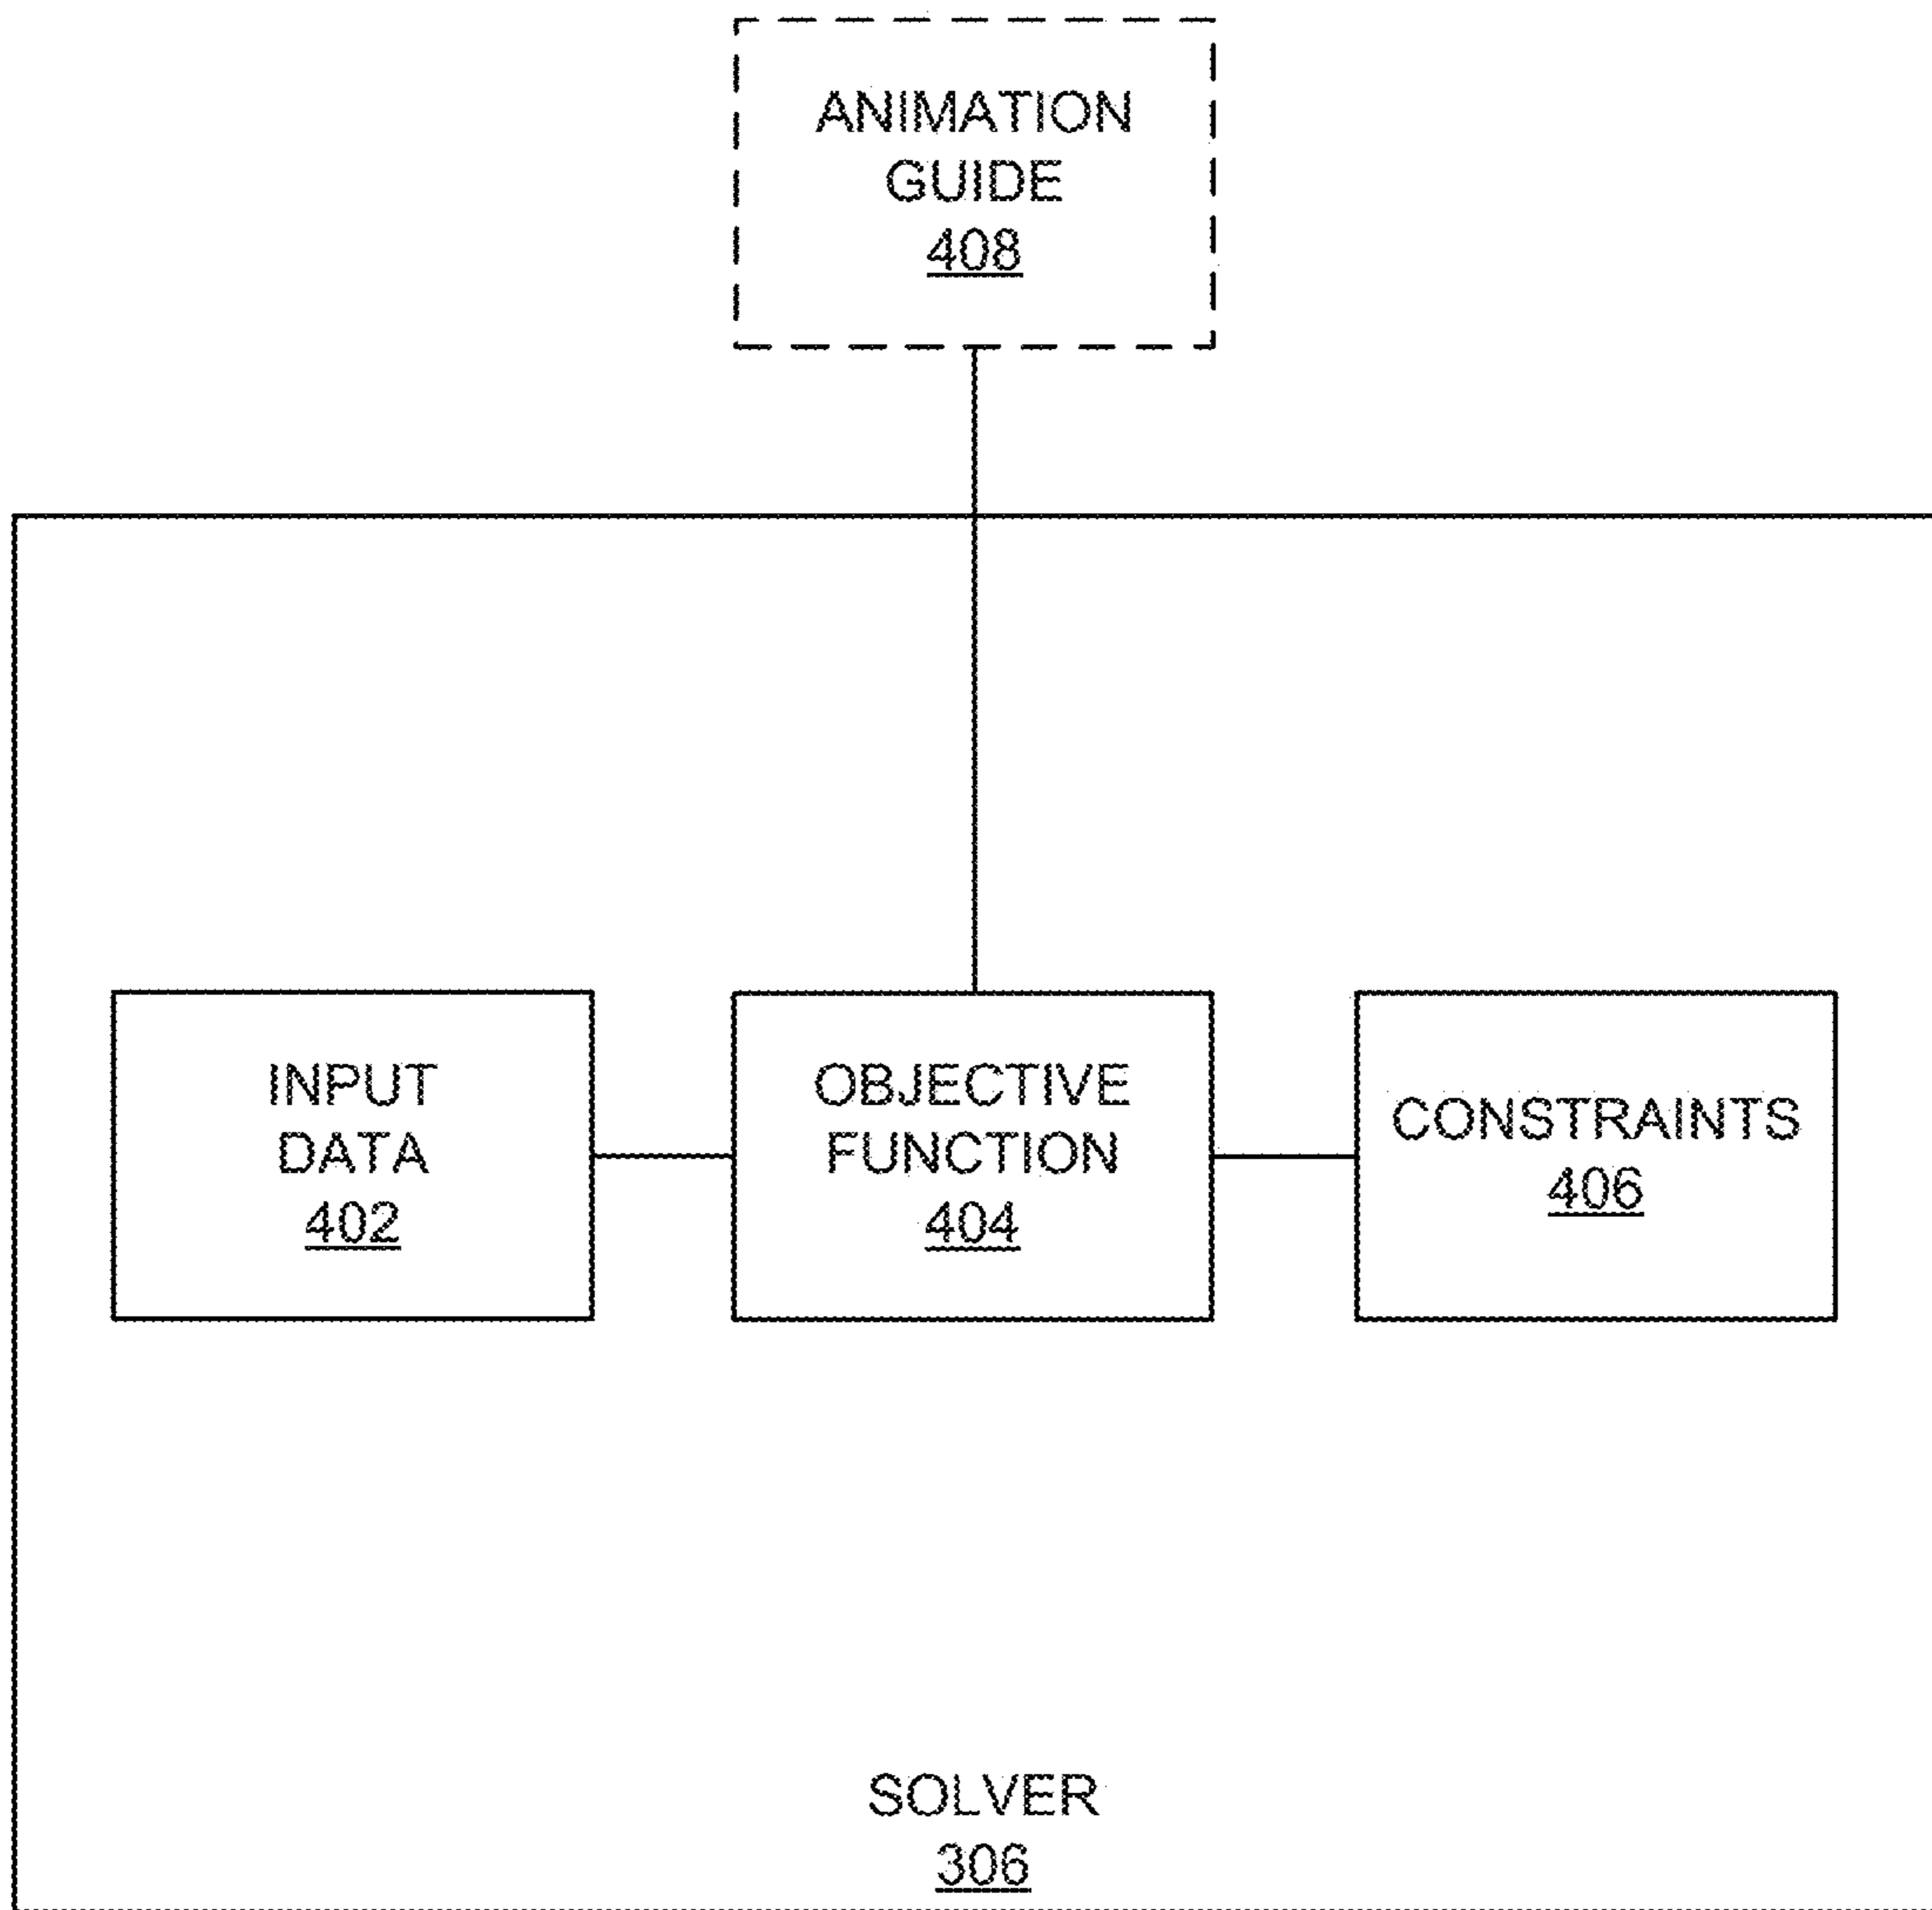 ANIMATION
GUIDE
408
INPUT
DATA
402
OBJECTIVE
FUNCTION
404
CONSTRAINTS
406
SOLVER
306